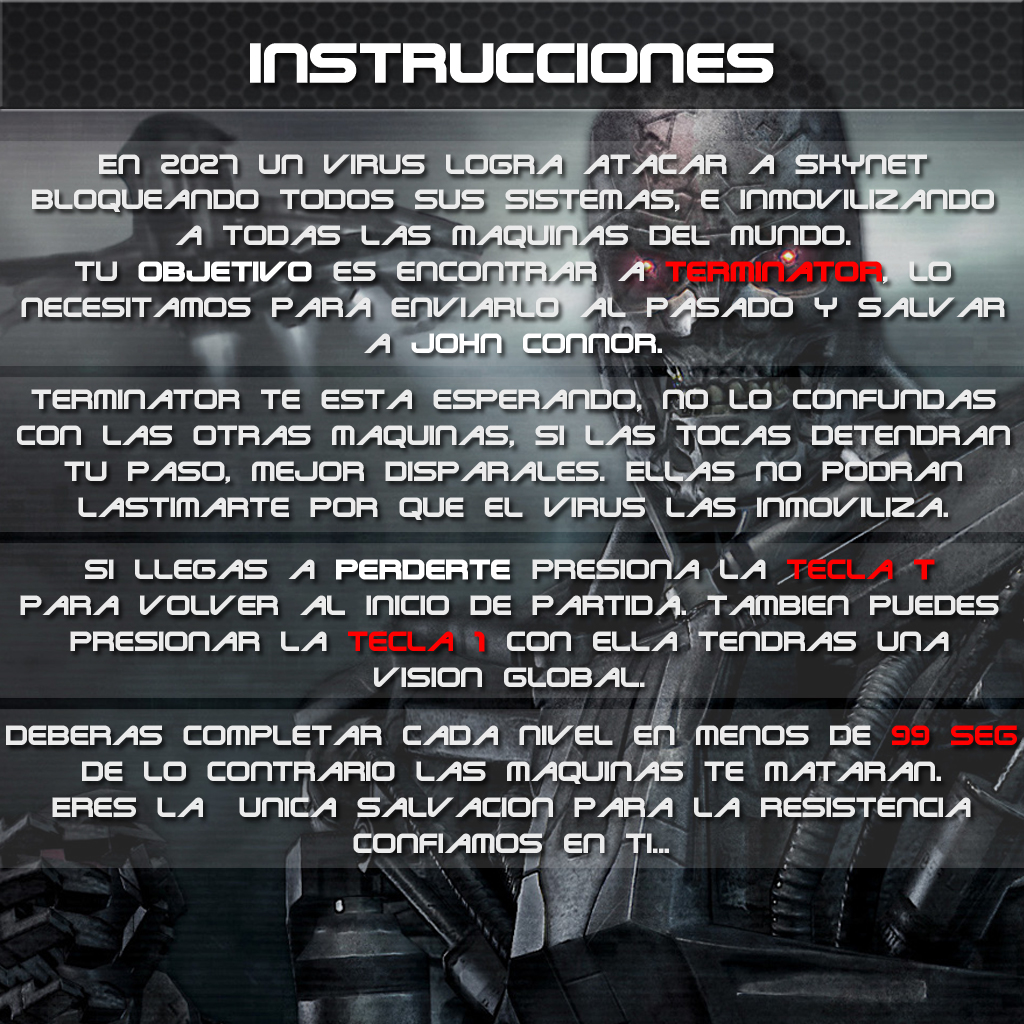 INSTRUCCIONES
EN 2027 UN VIRUS LOGRA ATACAR A SKYNET
BLOQUEANDO TODOS SUS SISTEMAS, E INMOVILIZANDO
A TODAS LAS MAQUINAS DEL MUNDO.
TU OBJETIVO ES ENCONTRAR A TERMINATOR, LO
NECESITAMOS PARA ENVIARLO AL PASADO Y SALVAR
A JOHN CONNOR.
TERMINATOR TE ESTA ESPERANDO, NO LO CONFUNDAS
CON LAS OTRAS MAQUINAS, SI LAS TOCAS DETENDRAN
TU PASO, MEJOR DISPARALES. ELLAS NO PODRAN
LASTIMARTE POR QUE EL VIRUS LAS INMOVILIZA.
SI LLEGAS A PERDERTE PRESIONA LA TECLA T
PARA VOLVER AL INICIO DE PARTIDA. TAMBIEN PUEDES
PRESIONAR LA TECLA 1 CON ELLA TENDRAS UNA
VISION GLOBAL.
DEBERAS COMPLETAR CADA NIVEL EN MENOS DE 99 SEG
DE LO CONTRARIO LAS MAQUINAS TE MATARAN.
ERES LA UNICA SALVACION PARA LA RESISTENCIA
CONFIAMOS EN TI...